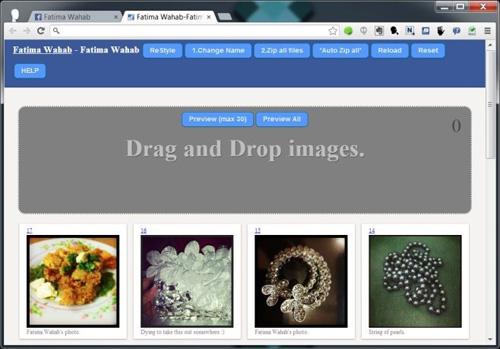 Fatima Wahab
Fatima Wahab-Fatim
Fatima Wahab - Fatima Wahab ReStyle 1.Change Name 2.Zip all files "Auto Zip all" Reload Reset
HELP
Preview (max 30) Preview All
0
Drag and Drop images.
17 16 15 14
Fatima Wahab's photo. Dying to take this out somewhere :) Fatima Wahab's photo. String of pearls.